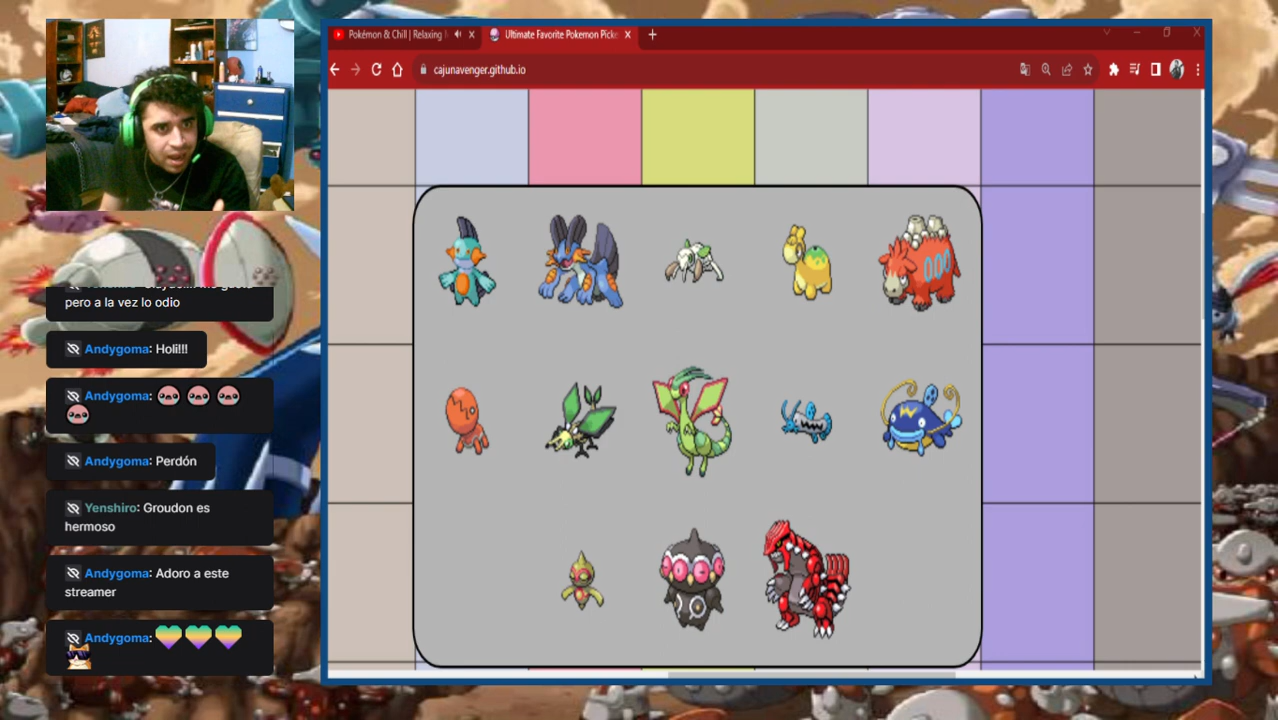 Pokémon & Chill | Relaxing
Ultimate Favorite Pokemon Picke
cajunavenger.github.io
pero a la vez lo odio
Andygoma: Holi!!!
Andygoma:
Andygoma: Perdón
Yenshiro: Groudon es
hermoso
Andygoma: Adoro a este
streamer
Andygoma: